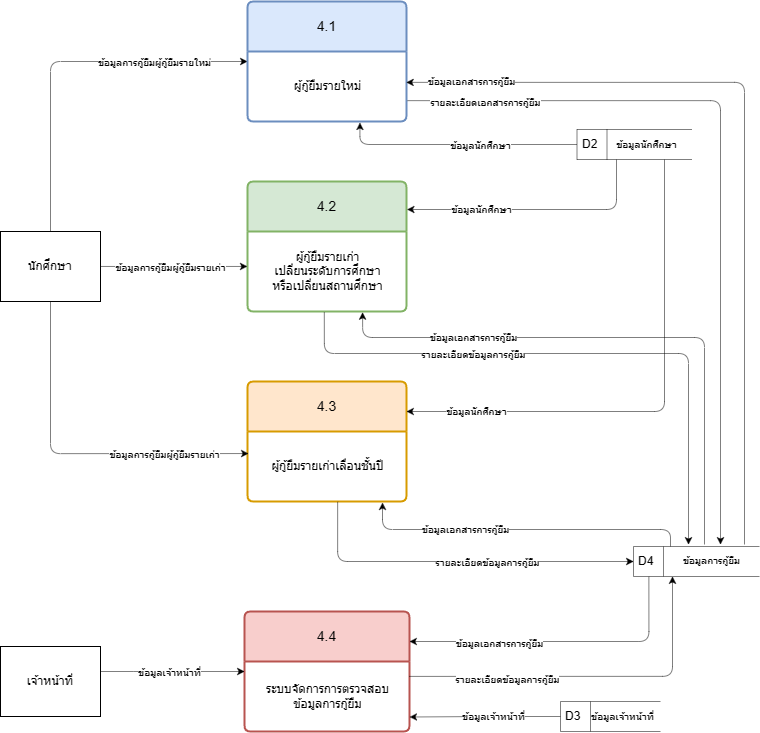 4.1
ข้อมูลการกู้ยืมผู้กู้ยืมรายใหม่
ผู้กู้ยืมรายใหม่
ข้อมูลเอกสารการกู้ยืม
รายละเอียดเอกสารการกู้ยืม
D2
ข้อมูลนักศึกษา
ข้อมูลนักศึกษา
4.2
ข้อมูลนักศึกษา
นักศึกษา
ข้อมูลการกู้ยืมผู้กู้ยืมรายเก่า
ผู้กู้ยืมรายเก่า
เปลี่ยนระดับการศึกษา
หรือเปลี่ยนสถานศึกษา
ข้อมูลเอกสารการกู้ยืม
รายละเอียดข้อมูลการกู้ยืม
4.3
ข้อมูลนักศึกษา
ข้อมูลการกู้ยืมผู้กู้ยืมรายเก่า
ผู้กู้ยืมรายเก่าเลื่อนชั้นปี
ข้อมูลเอกสารการกู้ยืม
รายละเอียดข้อมูลการกู้ยืม
D4
ข้อมูลการกู้ยืม
4.4
ข้อมูลเอกสารการกู้ยืม
เจ้าหน้าที่
ข้อมูลเจ้าหน้าที่
รายละเอียดข้อมูลการกู้ยืม
ระบบจัดการการตรวจสอบ
ข้อมูลการกู้ยืม
ข้อมูลเจ้าหน้าที่
D3
ข้อมูลเจ้าหน้าที่